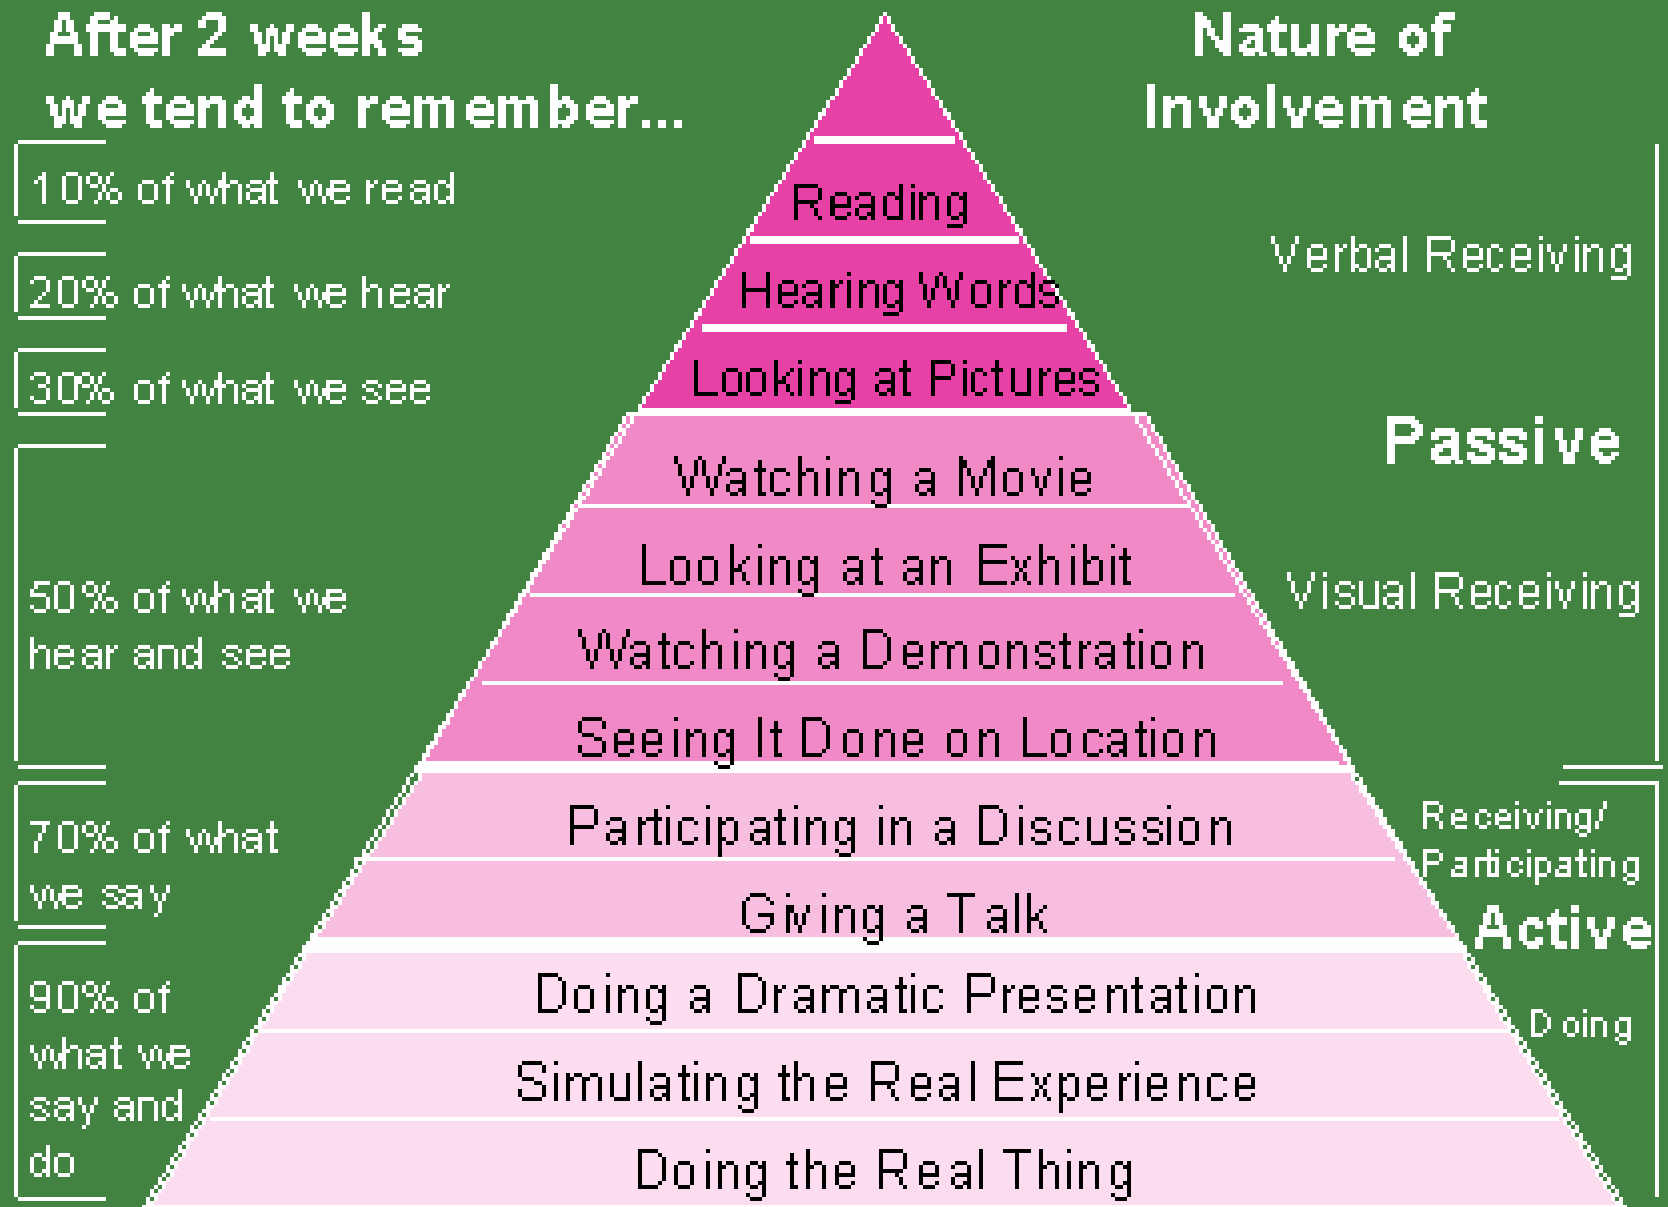 After 2 weeks
we tend to remember...
10% of what we read
20% of what we hear
30% of what we see
50% of what we
hear and see
70% of what
we say
90% of
what we
say and
do
Reading
Hearing Words
Looking at Pictures
Watching a Movie
Looking at an Exhibit
Watching a Demonstration
Seeing It Done on Location
Participating in a Discussion
Giving a Talk
Doing a Dramatic Presentation
Simulating the Real Experience
Doing the Real Thing
Nature of
Involvement
Verbal Receiving
Passive
Visual Receiving
Receiving/
Participating
Active
Doing